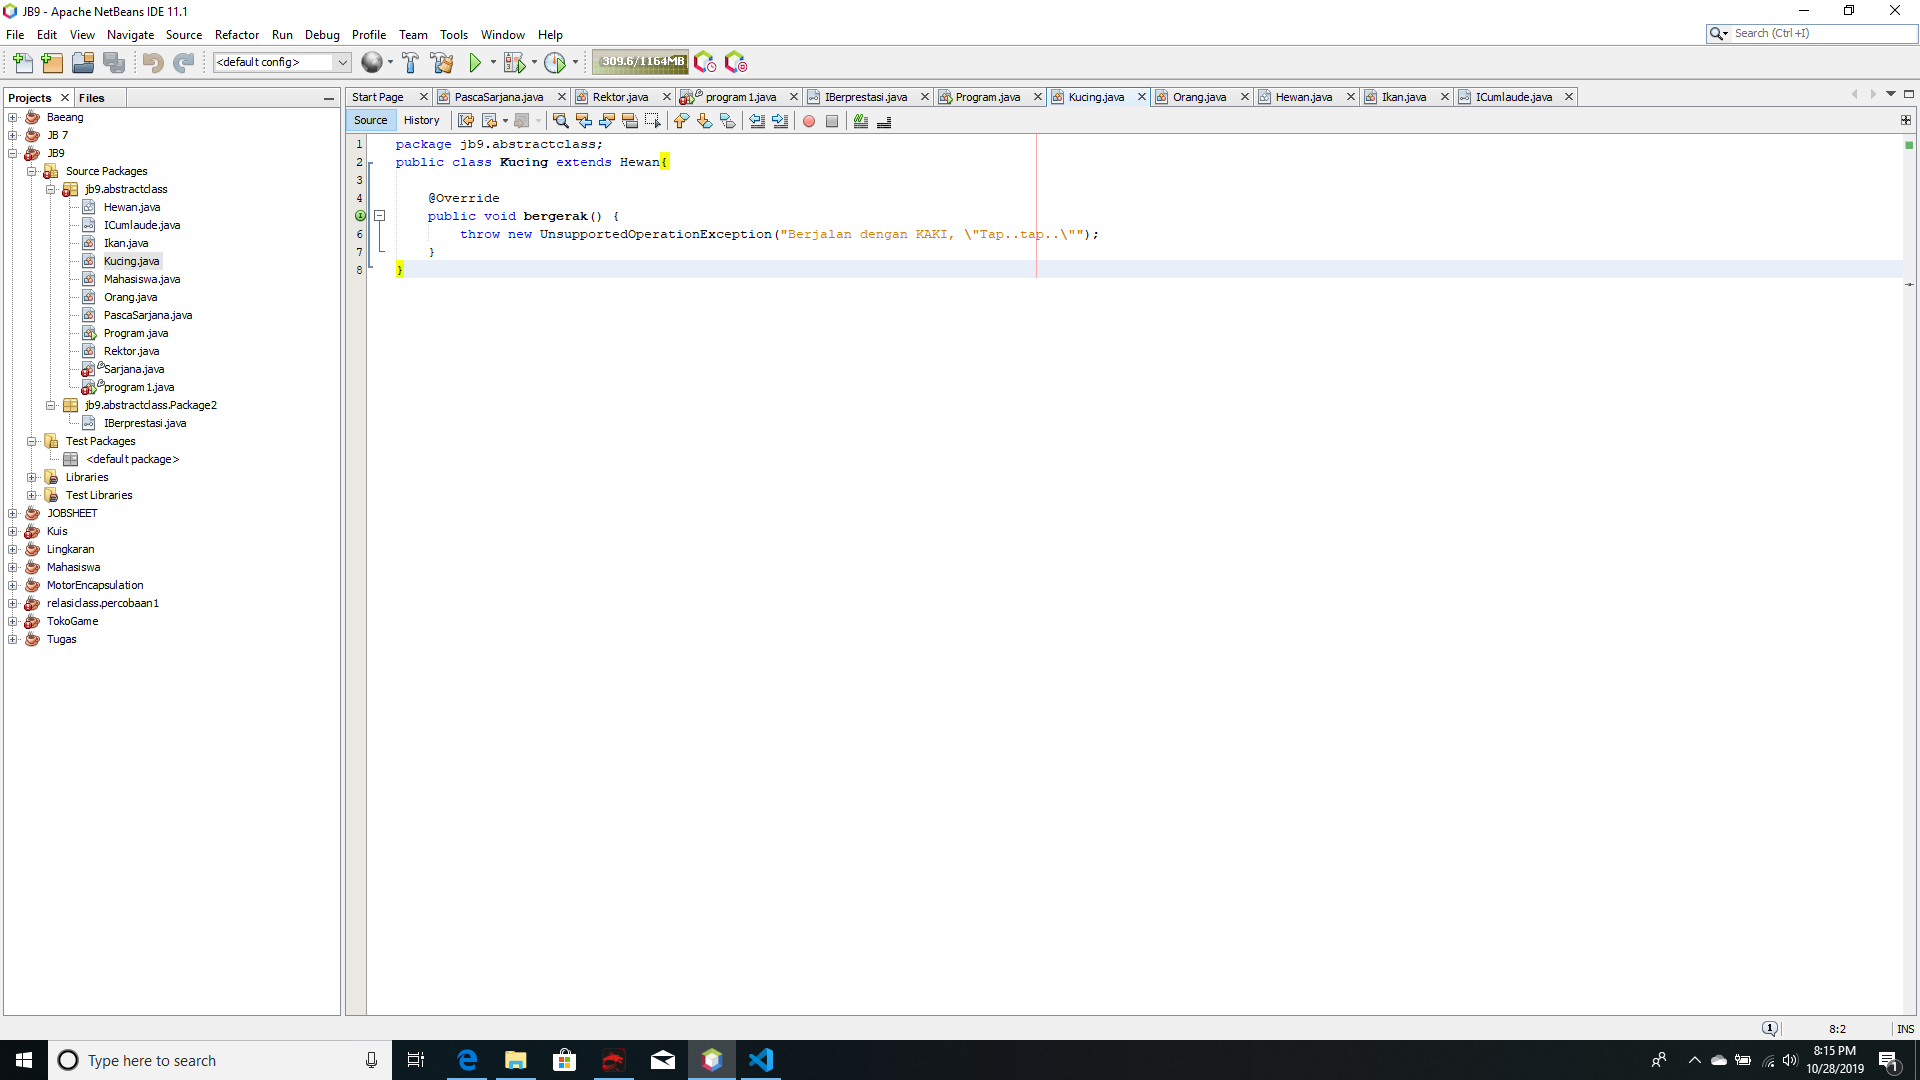 JB9 - Apache NetBeans IDE 11.1
File Edit View Navigate Source Refactor Run Debug Profile Team Tools Window Help
Search (Ctrl+I)
<default config>
309.6/1164MB
Projects Files
Start Page PascaSarjana.java Rektor.java program1.java IBerprestasi.java Program.java Kucing.java Orang.java Hewan.java Ikan.java ICumlaude.java
Source History
Baeang
JB 7
JB9
Source Packages
jb9.abstractclass
Hewan.java
ICumlaude.java
Ikan.java
Kucing.java
Mahasiswa.java
Orang.java
PascaSarjana.java
Program.java
Rektor.java
Sarjana.java
program1.java
jb9.abstractclass.Package2
IBerprestasi.java
Test Packages
<default package>
Libraries
Test Libraries
JOBSHEET
Kuis
Lingkaran
Mahasiswa
MotorEncapsulation
relasiclass.percobaan1
TokoGame
Tugas
1 package jb9.abstractclass;
2 public class Kucing extends Hewan{
3
4 @Override
public void bergerak() {
6 throw new UnsupportedOperationException("Berjalan dengan KAKI, \"Tap..tap..\"");
7 }
8 }
1
8:2
INS
Type here to search
8:15 PM
10/28/2019
1